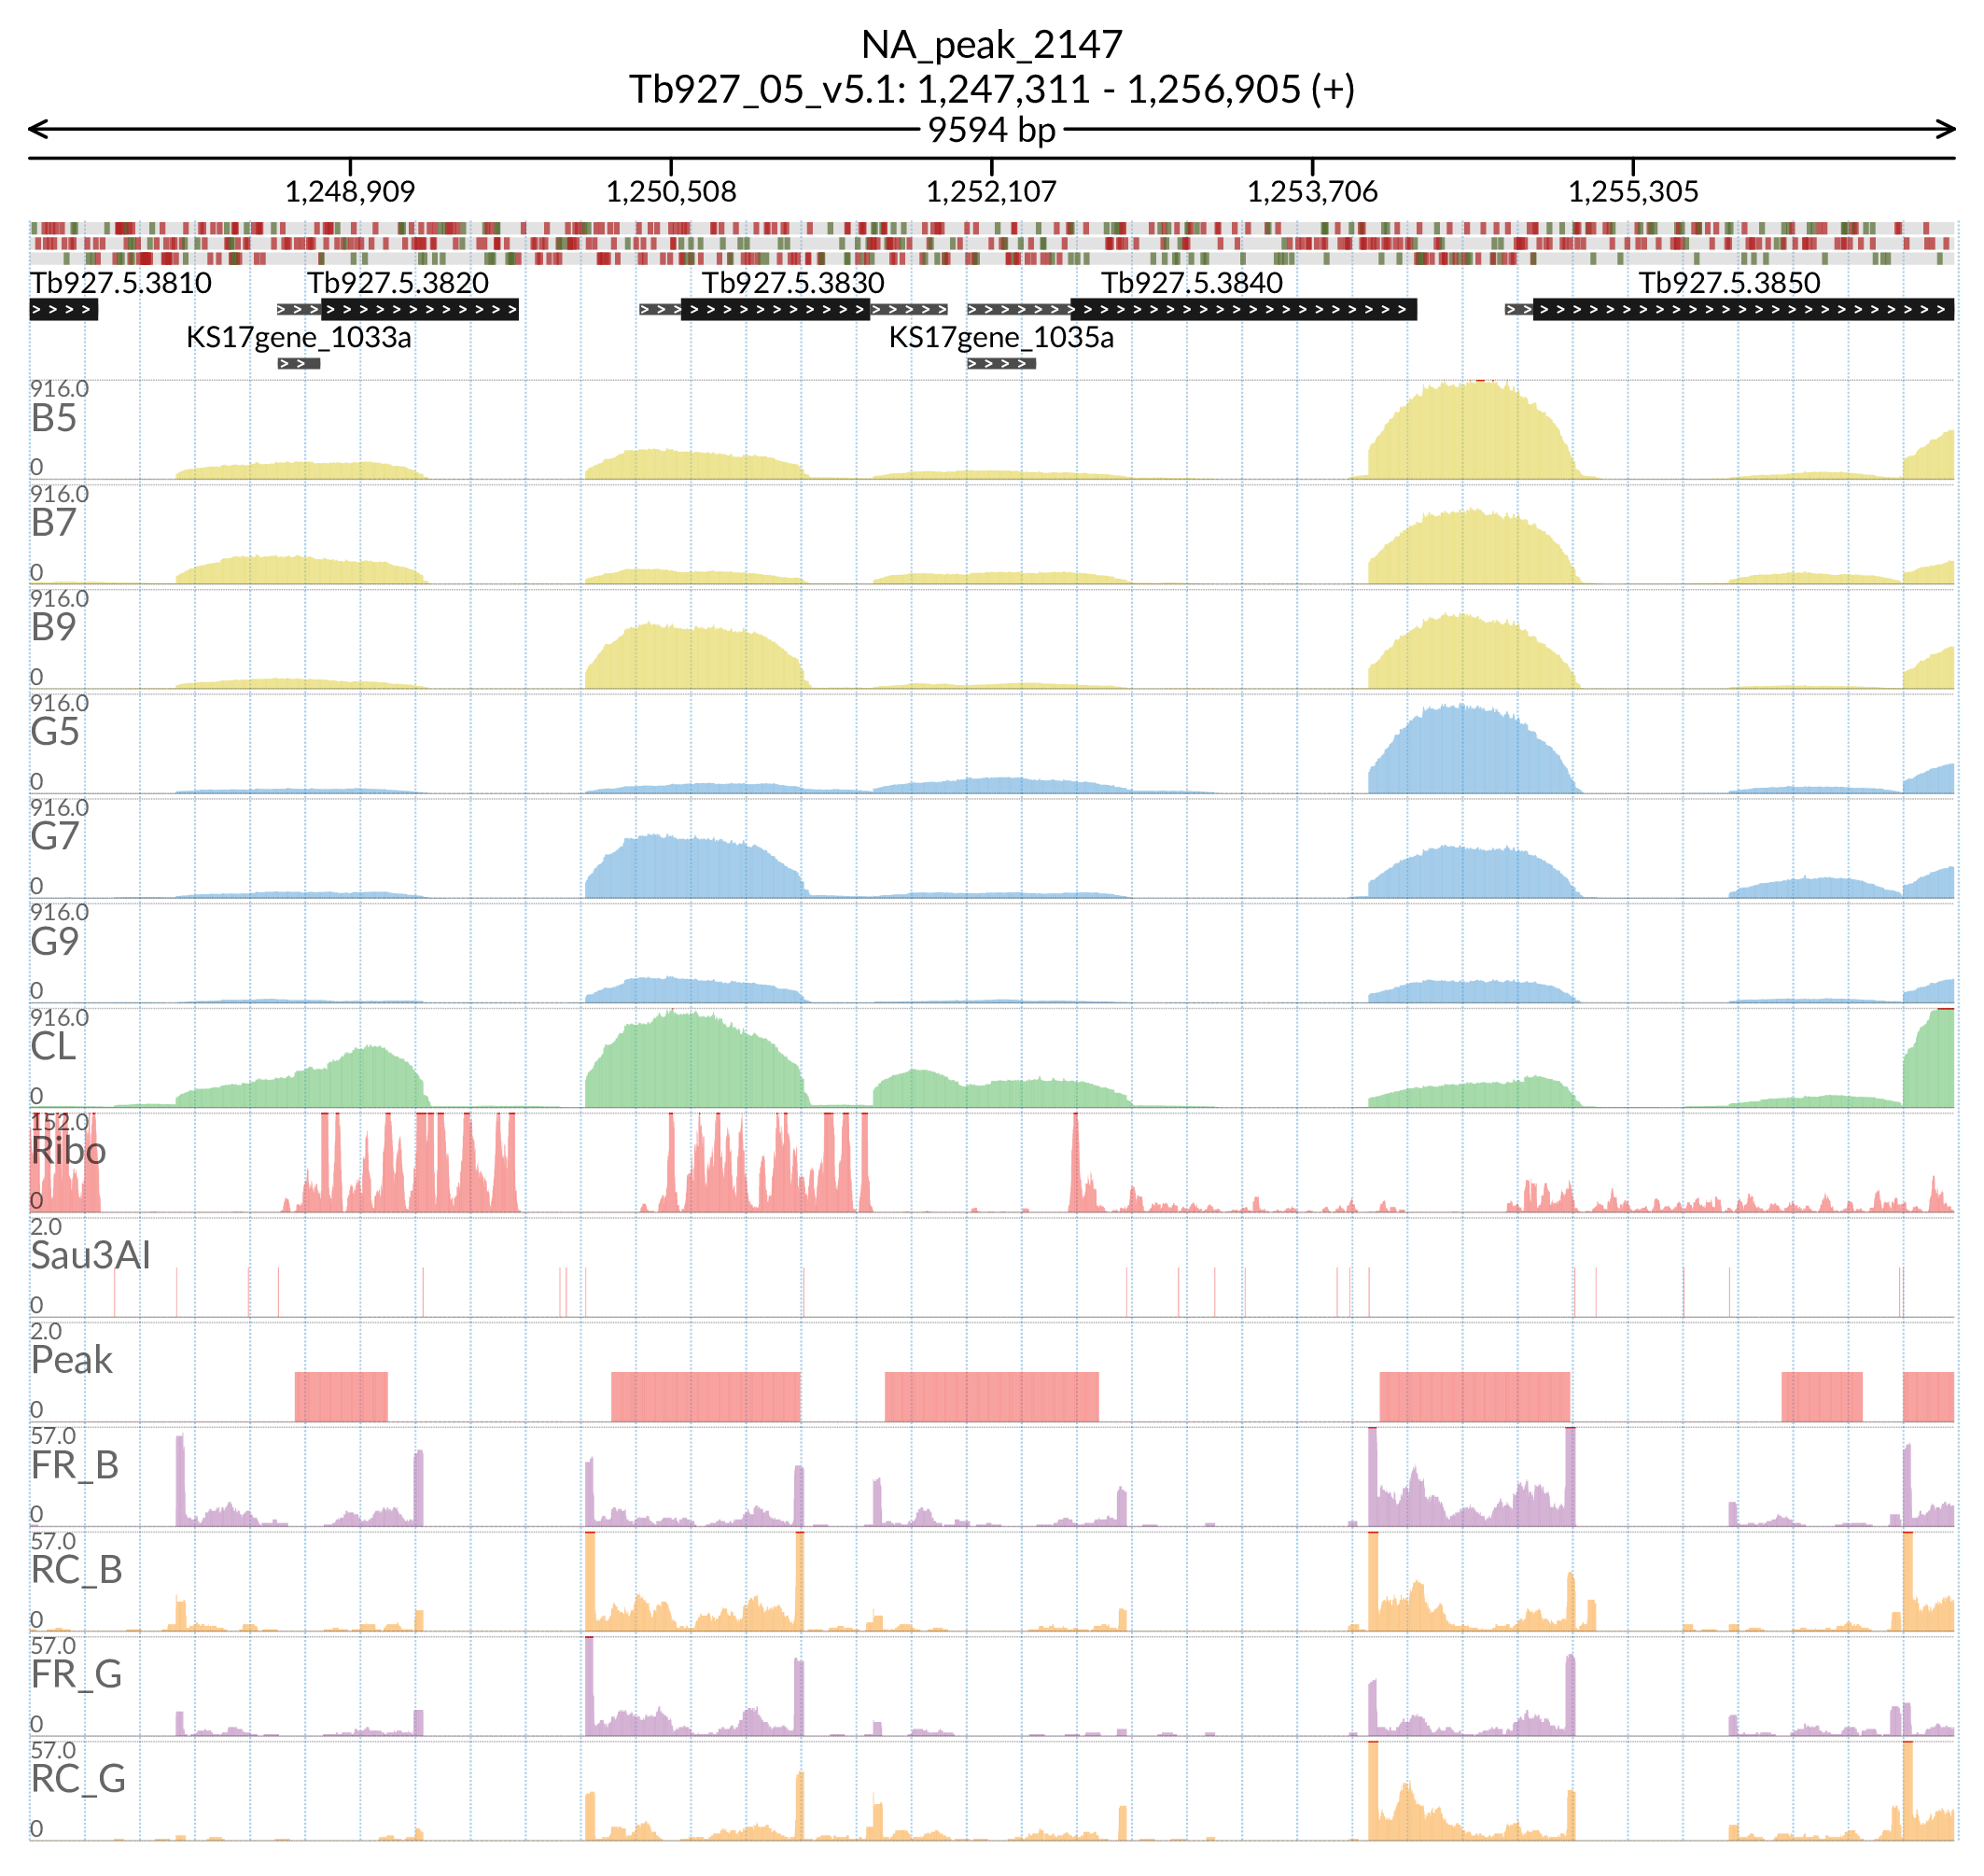 NA_peak_2147
Tb927_05_v5.1: 1,247,311 - 1,256,905 (+)
9594 bp
1,248,909 1,250,508 1,252,107 1,253,706 1,255,305
Tb927.5.3810 Tb927.5.3820 Tb927.5.3830 Tb927.5.3840 Tb927.5.3850
KS17gene_1033a KS17gene_1035a
916.0
B5
0
916.0
B7
0
916.0
B9
0
916.0
G5
0
916.0
G7
0
916.0
G9
0
916.0
CL
0
152.0
Ribo
0
2.0
Sau3AI
0
2.0
Peak
0
57.0
FR_B
0
57.0
RC_B
0
57.0
FR_G
0
57.0
RC_G
0